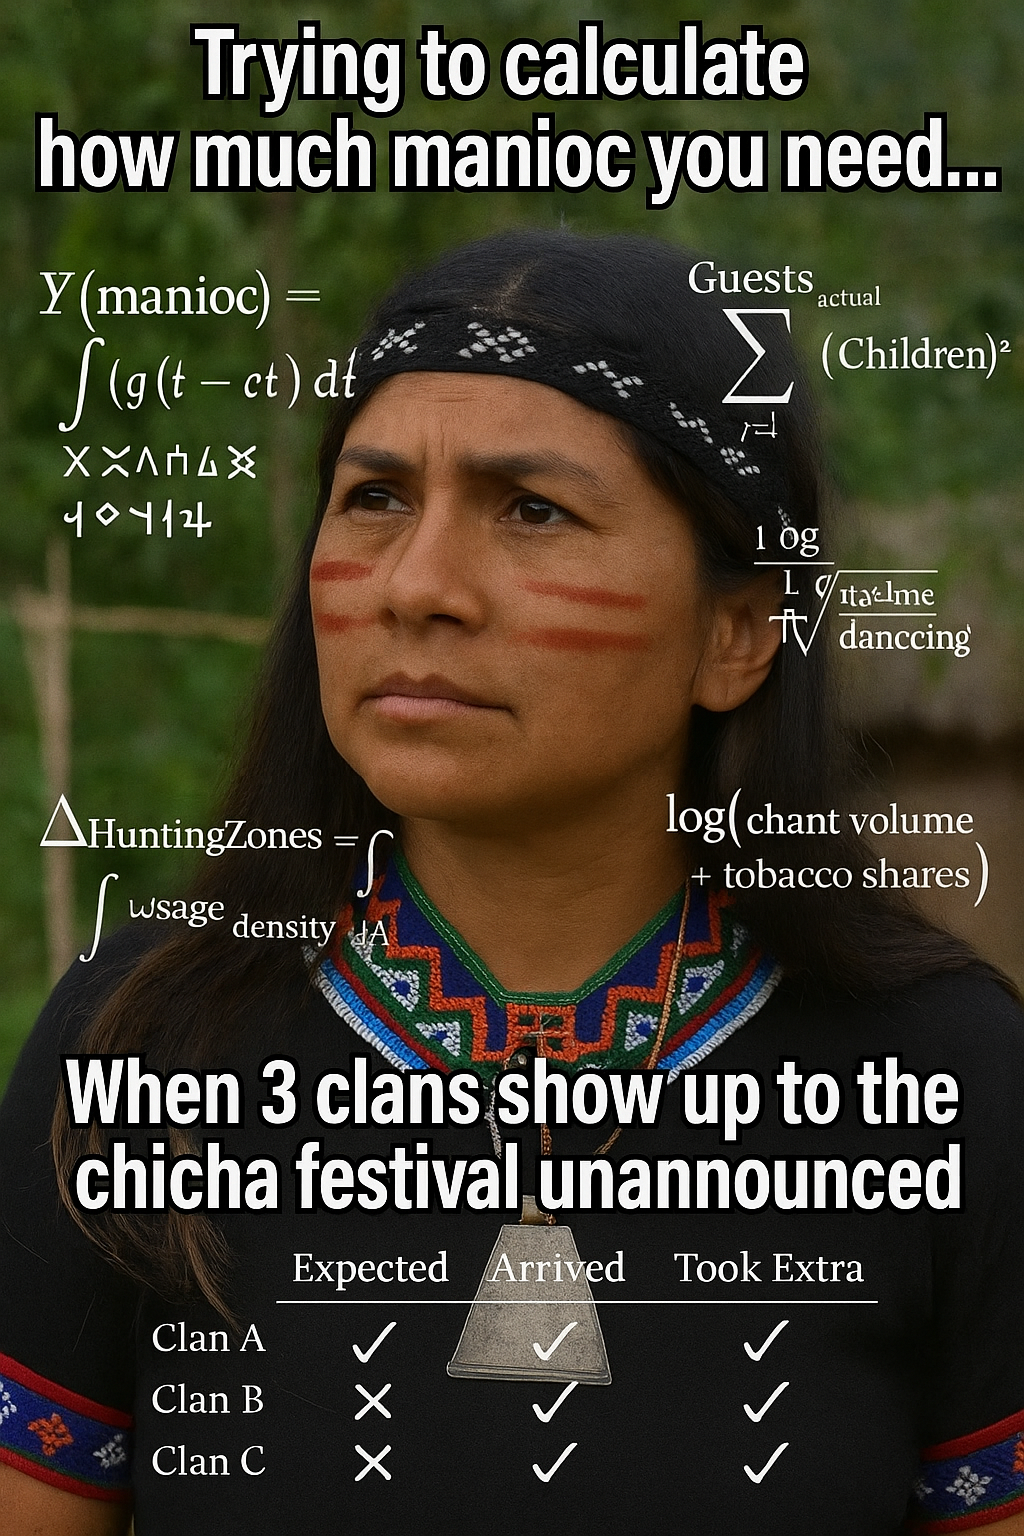 Trying to calculate
how much manioc you need...
Y(manioc) =
∫(g(t − ct) dt
Guests actual
∑ (Children)²
log
danccing
ΔHuntingZones = ∫
∫ usage density dA
log(chant volume
+ tobacco shares)
When 3 clans show up to the
chicha festival unannounced
Expected Arrived Took Extra
Clan A ✓ ✓ ✓
Clan B ✕ ✓ ✓
Clan C ✕ ✓ ✓